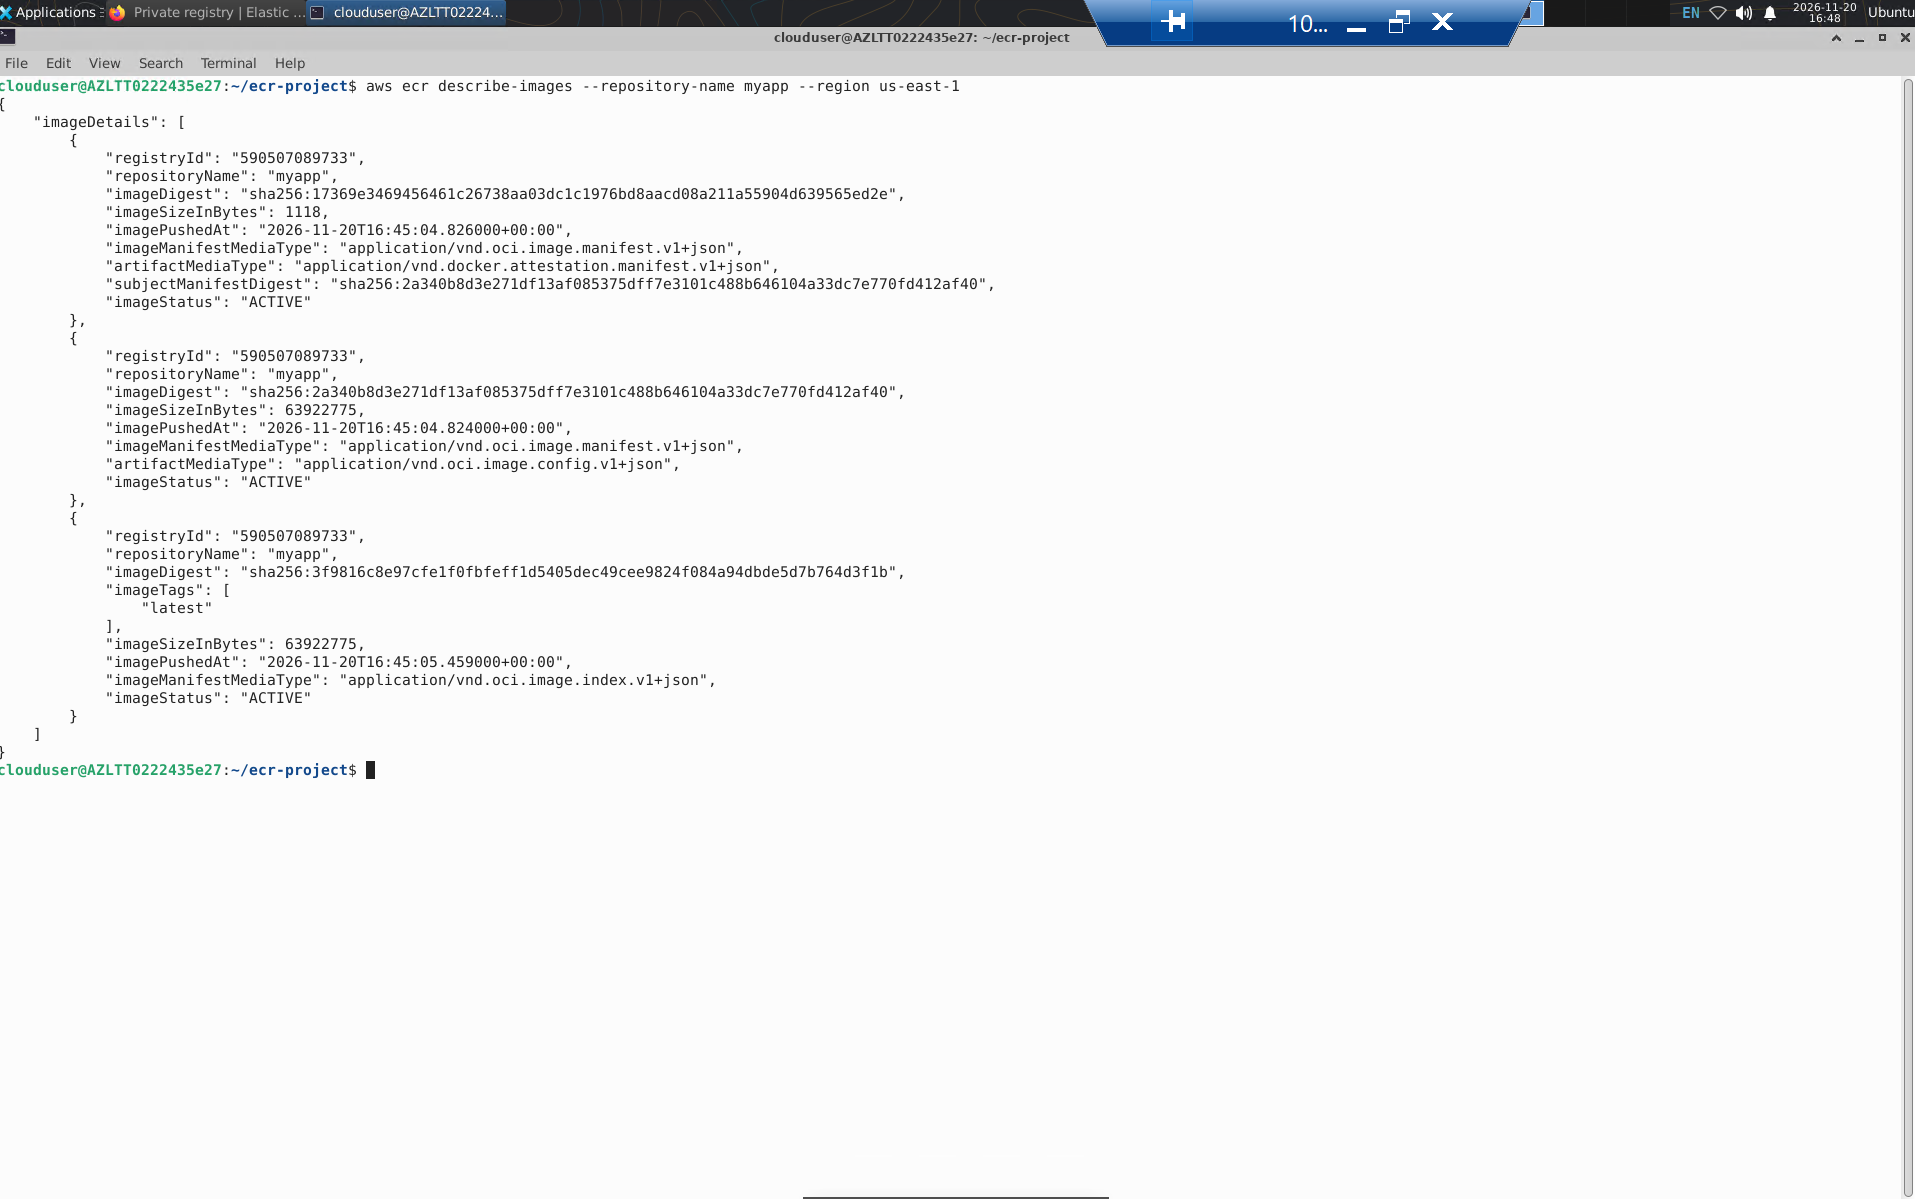 Applications
Private registry | Elastic ...
clouduser@AZLTT02224...
10...
EN
2026-11-20
16:48
Ubuntu
clouduser@AZLTT0222435e27: ~/ecr-project
File Edit View Search Terminal Help
clouduser@AZLTT0222435e27:~/ecr-project$ aws ecr describe-images --repository-name myapp --region us-east-1
{
    "imageDetails": [
        {
            "registryId": "590507089733",
            "repositoryName": "myapp",
            "imageDigest": "sha256:17369e3469456461c26738aa03dc1c1976bd8aacd08a211a55904d639565ed2e",
            "imageSizeInBytes": 1118,
            "imagePushedAt": "2026-11-20T16:45:04.826000+00:00",
            "imageManifestMediaType": "application/vnd.oci.image.manifest.v1+json",
            "artifactMediaType": "application/vnd.docker.attestation.manifest.v1+json",
            "subjectManifestDigest": "sha256:2a340b8d3e271df13af085375dff7e3101c488b646104a33dc7e770fd412af40",
            "imageStatus": "ACTIVE"
        },
        {
            "registryId": "590507089733",
            "repositoryName": "myapp",
            "imageDigest": "sha256:2a340b8d3e271df13af085375dff7e3101c488b646104a33dc7e770fd412af40",
            "imageSizeInBytes": 63922775,
            "imagePushedAt": "2026-11-20T16:45:04.824000+00:00",
            "imageManifestMediaType": "application/vnd.oci.image.manifest.v1+json",
            "artifactMediaType": "application/vnd.oci.image.config.v1+json",
            "imageStatus": "ACTIVE"
        },
        {
            "registryId": "590507089733",
            "repositoryName": "myapp",
            "imageDigest": "sha256:3f9816c8e97cfe1f0fbfeff1d5405dec49cee9824f084a94dbde5d7b764d3f1b",
            "imageTags": [
                "latest"
            ],
            "imageSizeInBytes": 63922775,
            "imagePushedAt": "2026-11-20T16:45:05.459000+00:00",
            "imageManifestMediaType": "application/vnd.oci.image.index.v1+json",
            "imageStatus": "ACTIVE"
        }
    ]
}
clouduser@AZLTT0222435e27:~/ecr-project$